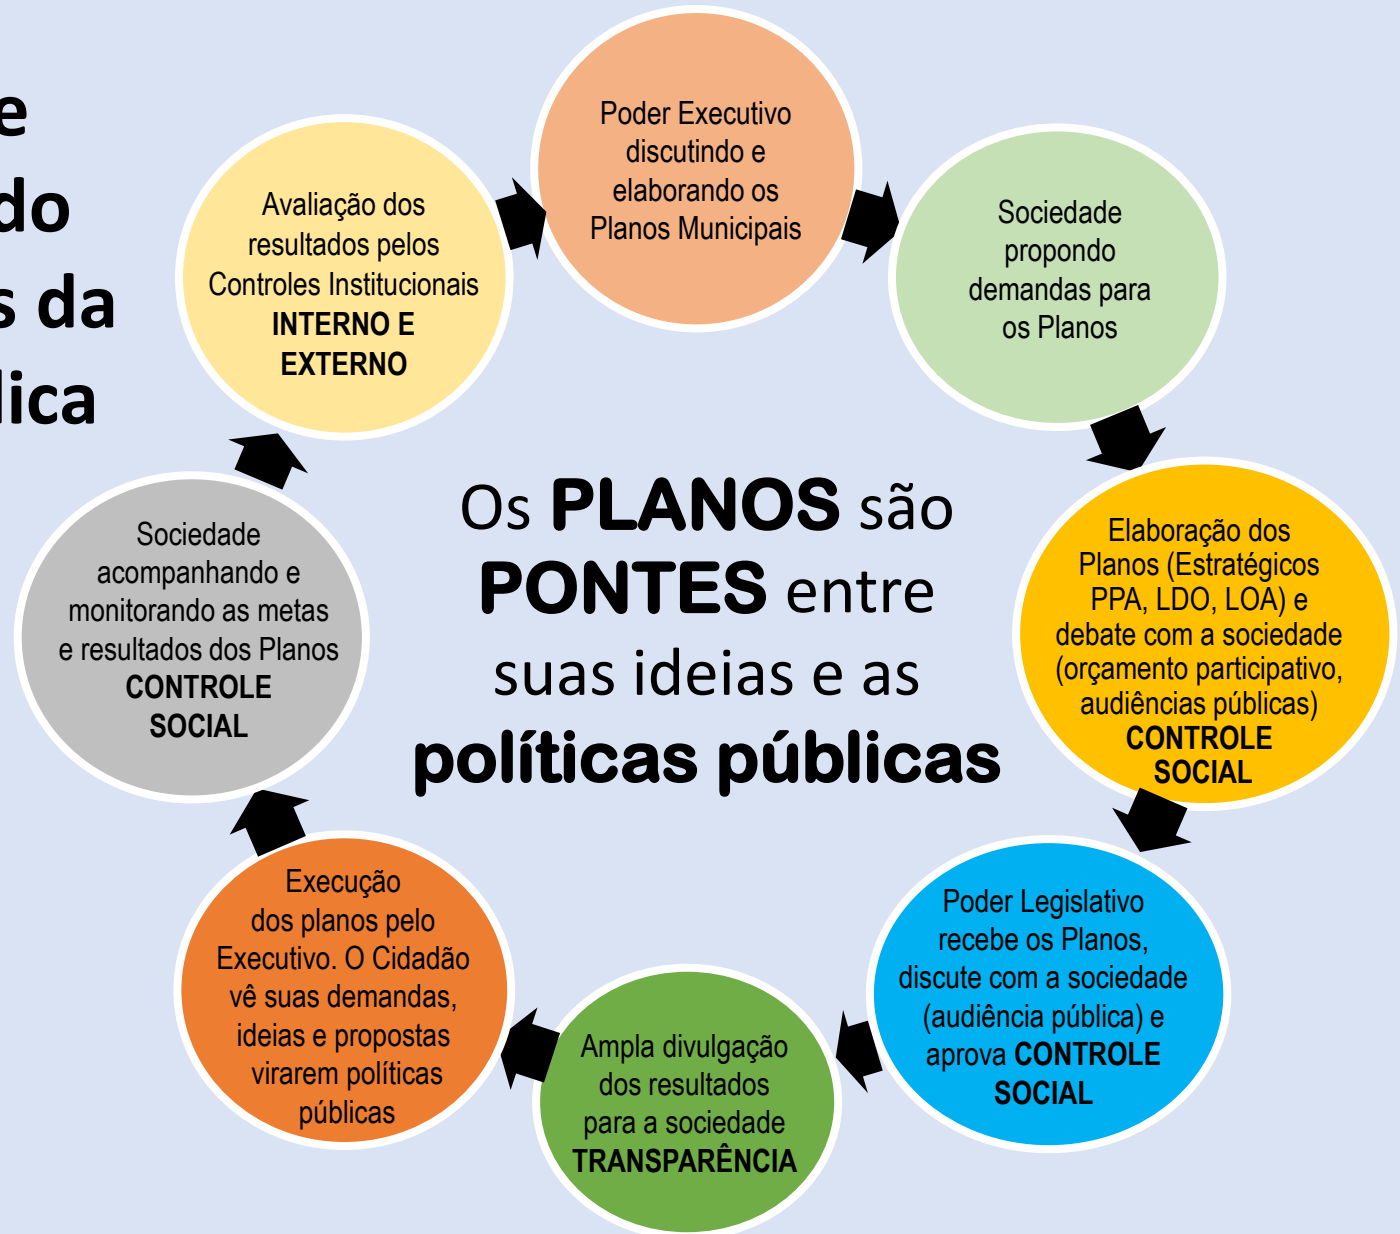 e
do
s da
lica
Poder Executivo
discutindo e
elaborando os
Planos Municipais
Sociedade
propondo
demandas para
os Planos
Elaboração dos
Planos (Estratégicos
PPA, LDO, LOA) e
debate com a sociedade
(orçamento participativo,
audiências públicas)
CONTROLE
SOCIAL
Poder Legislativo
recebe os Planos,
discute com a sociedade
(audiência pública) e
aprova CONTROLE
SOCIAL
Ampla divulgação
dos resultados
para a sociedade
TRANSPARÊNCIA
Execução
dos planos pelo
Executivo. O Cidadão
vê suas demandas,
ideias e propostas
virarem políticas
públicas
Sociedade
acompanhando e
monitorando as metas
e resultados dos Planos
CONTROLE
SOCIAL
Avaliação dos
resultados pelos
Controles Institucionais
INTERNO E
EXTERNO
Os PLANOS são
PONTES entre
suas ideias e as
políticas públicas